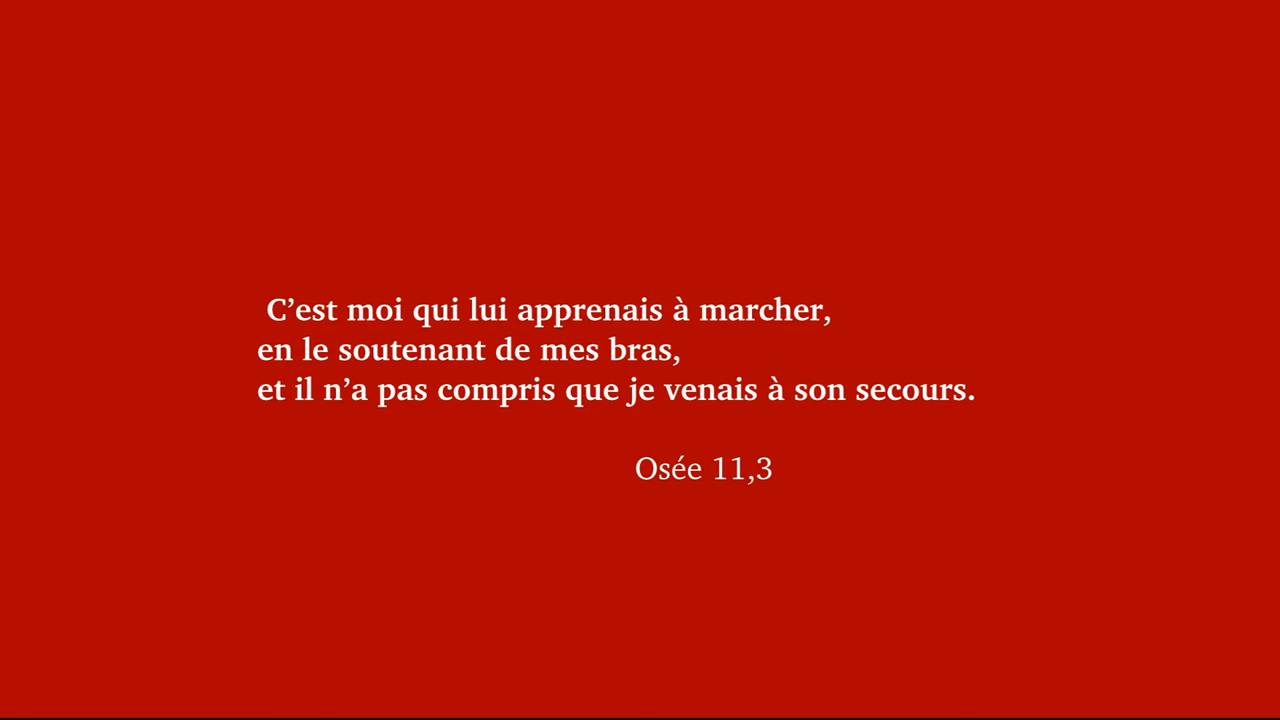 C’est moi qui lui apprenais à marcher,
en le soutenant de mes bras,
et il n’a pas compris que je venais à son secours.
Osée 11,3